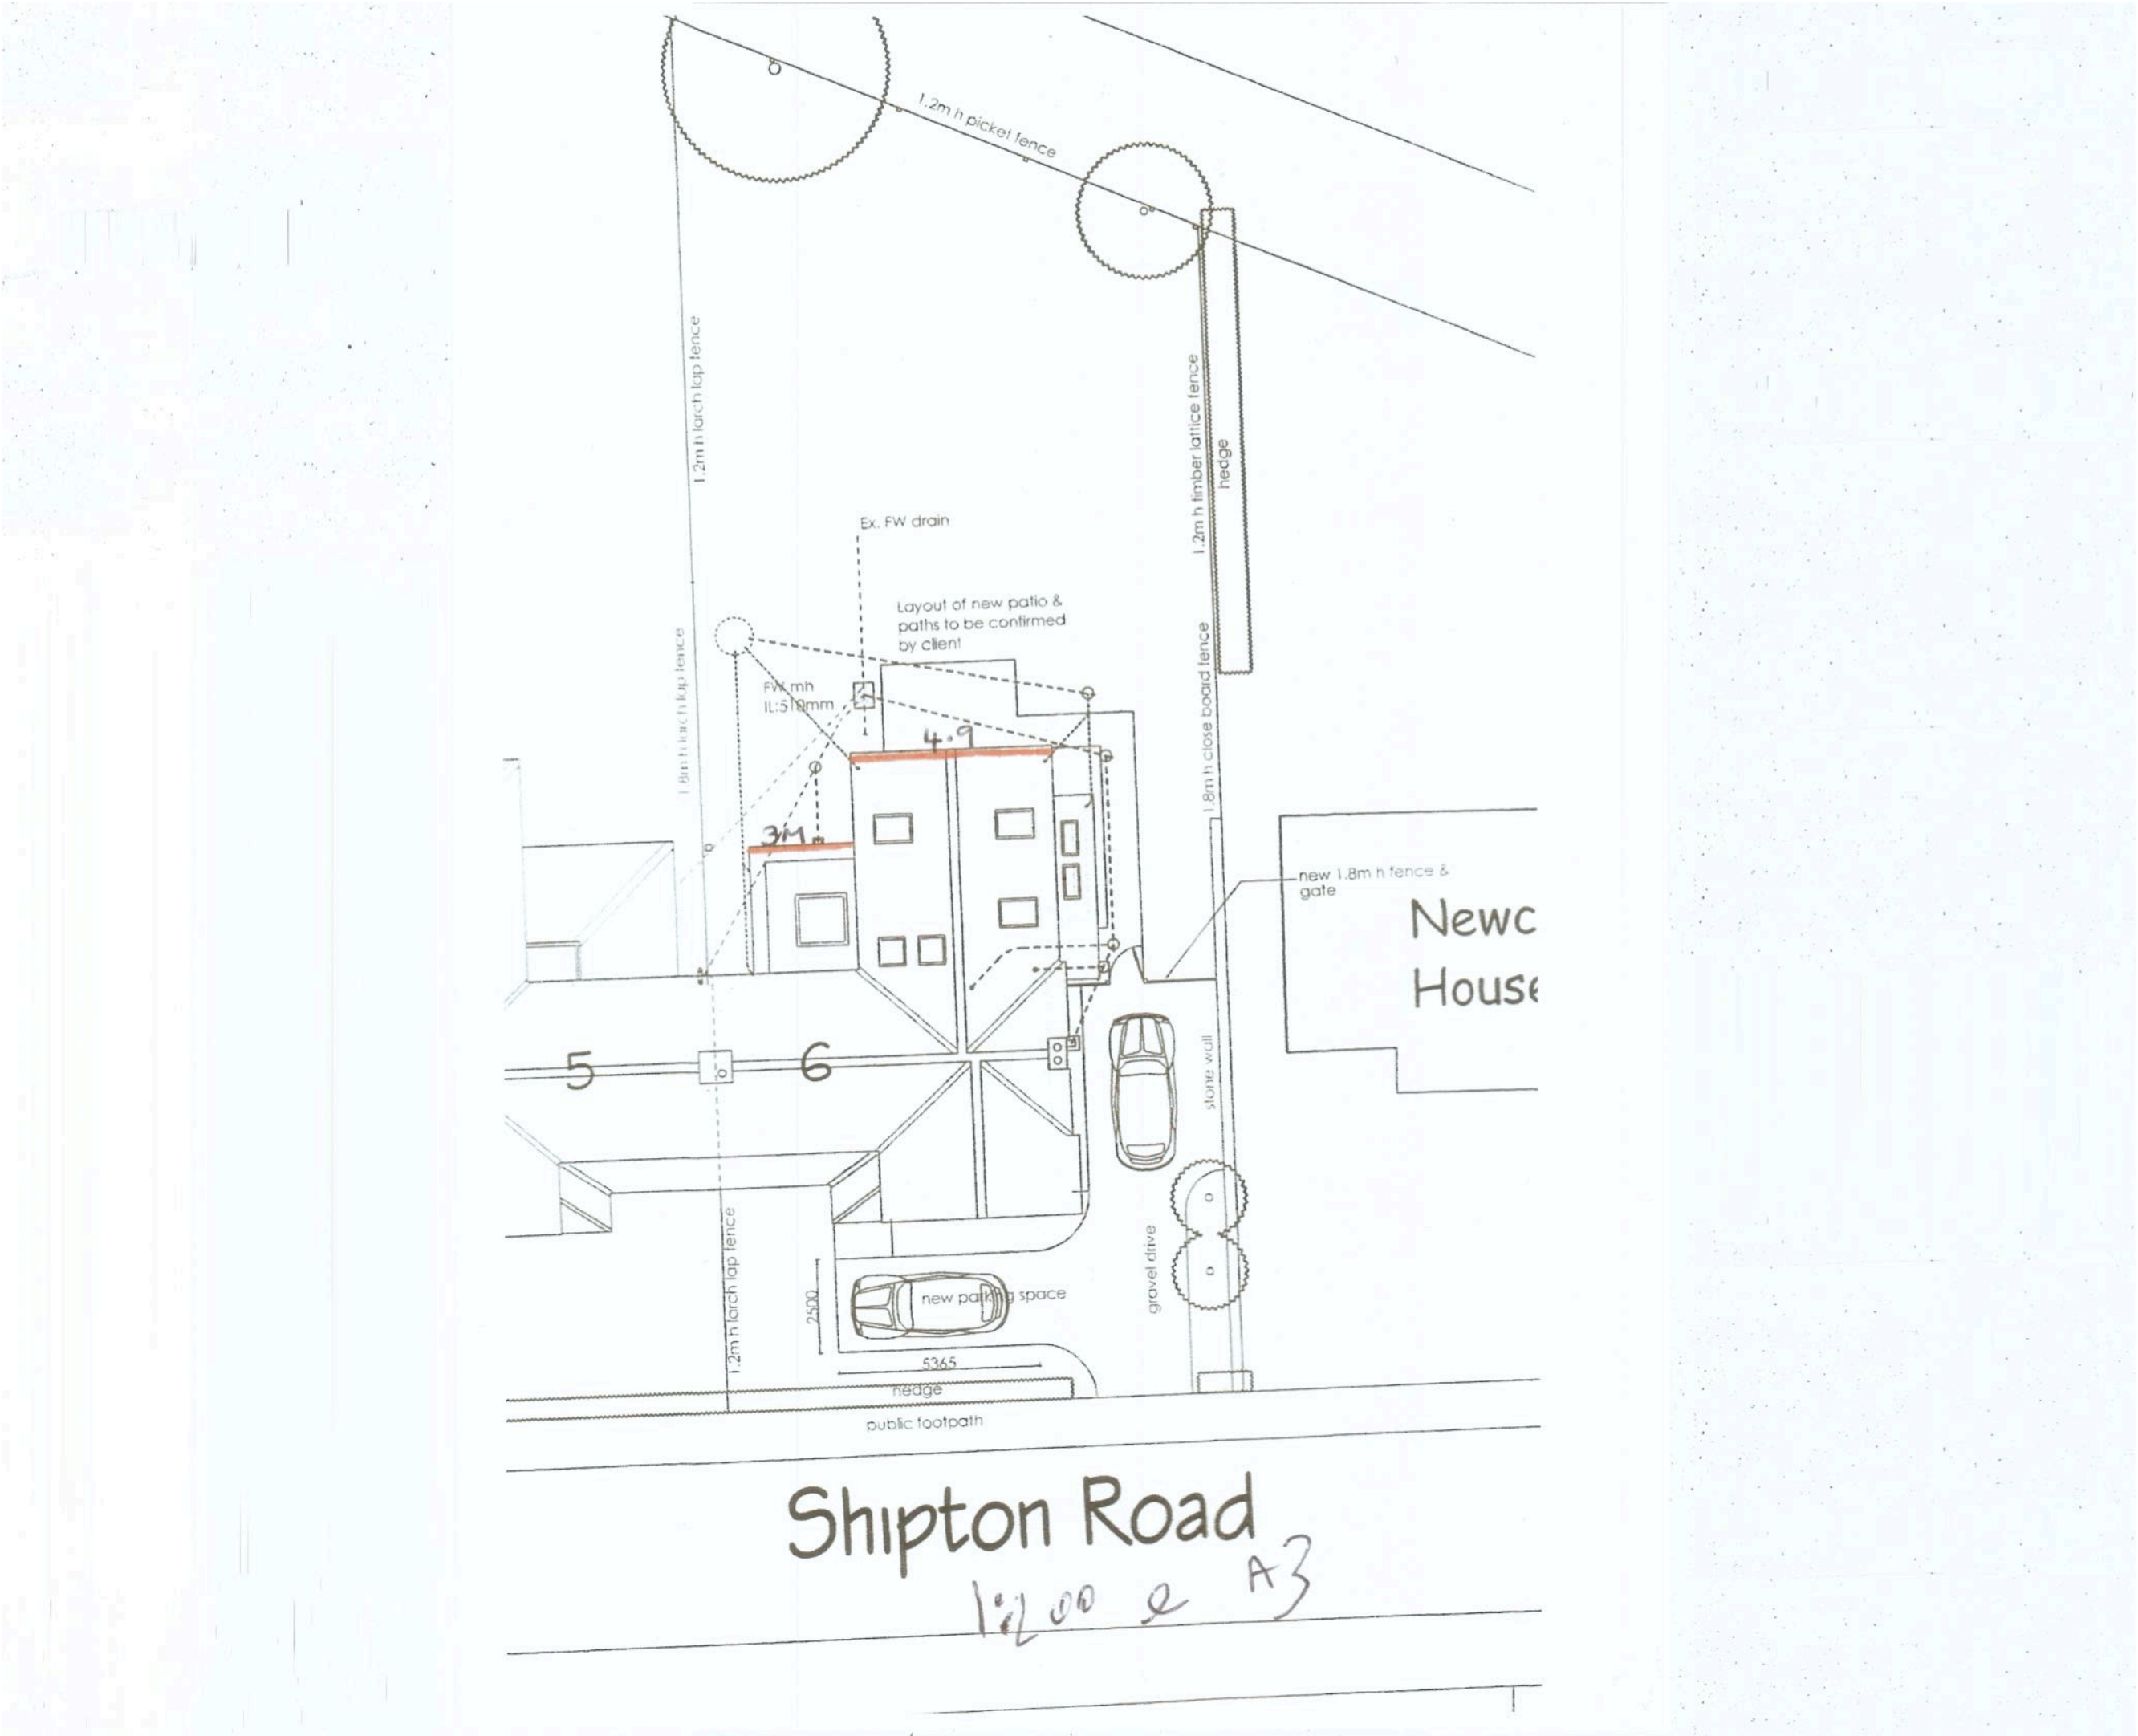 1.2m h picket fence
1.2m h larch lap fence
1.2m h timber lattice fence
hedge
Ex. FW drain
Layout of new patio &
paths to be confirmed
by client
1.8m h larch lap fence
FW mh
IL:510mm
1.8m h close board fence
4.9
3M
new 1.8m h fence &
gate
Newc
House
5
6
stone wall
1.2m h larch lap fence
gravel drive
2500
new parking space
5365
hedge
public footpath
Shipton Road
1:200 @ A3